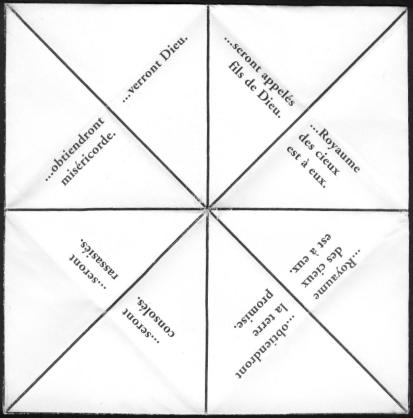 ...verront Dieu.
...seront appelés
fils de Dieu.
...obtiendront
miséricorde.
...Royaume
des cieux
est à eux.
...seront
rassasiés.
...Royaume
des cieux
est à eux.
...seront
consolés.
...obtiendront
la terre
promise.